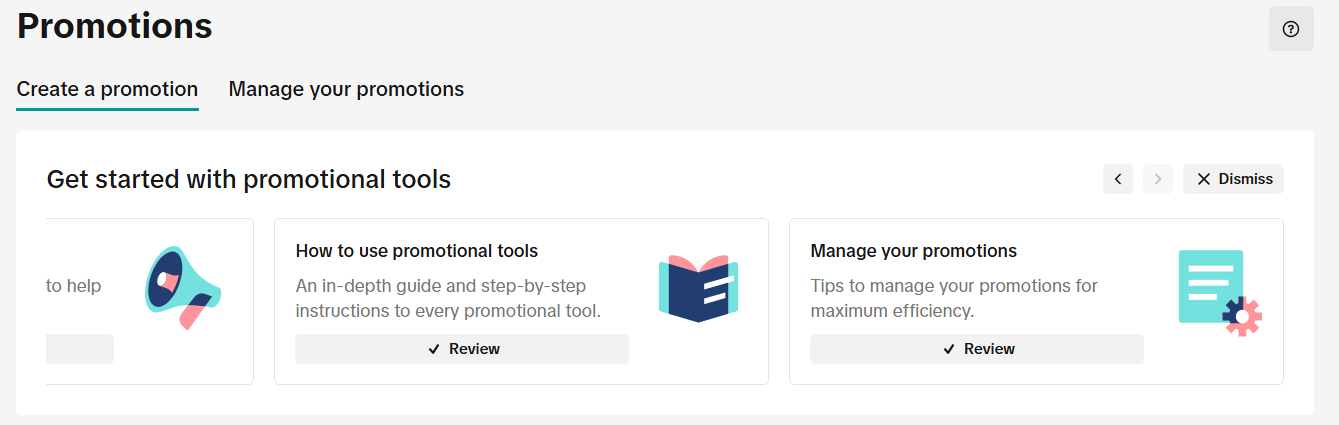 Promotions
Create a promotion
Manage your promotions
Get started with promotional tools
Dismiss
to help
How to use promotional tools
An in-depth guide and step-by-step
instructions to every promotional tool.
Review
Manage your promotions
Tips to manage your promotions for
maximum efficiency.
Review